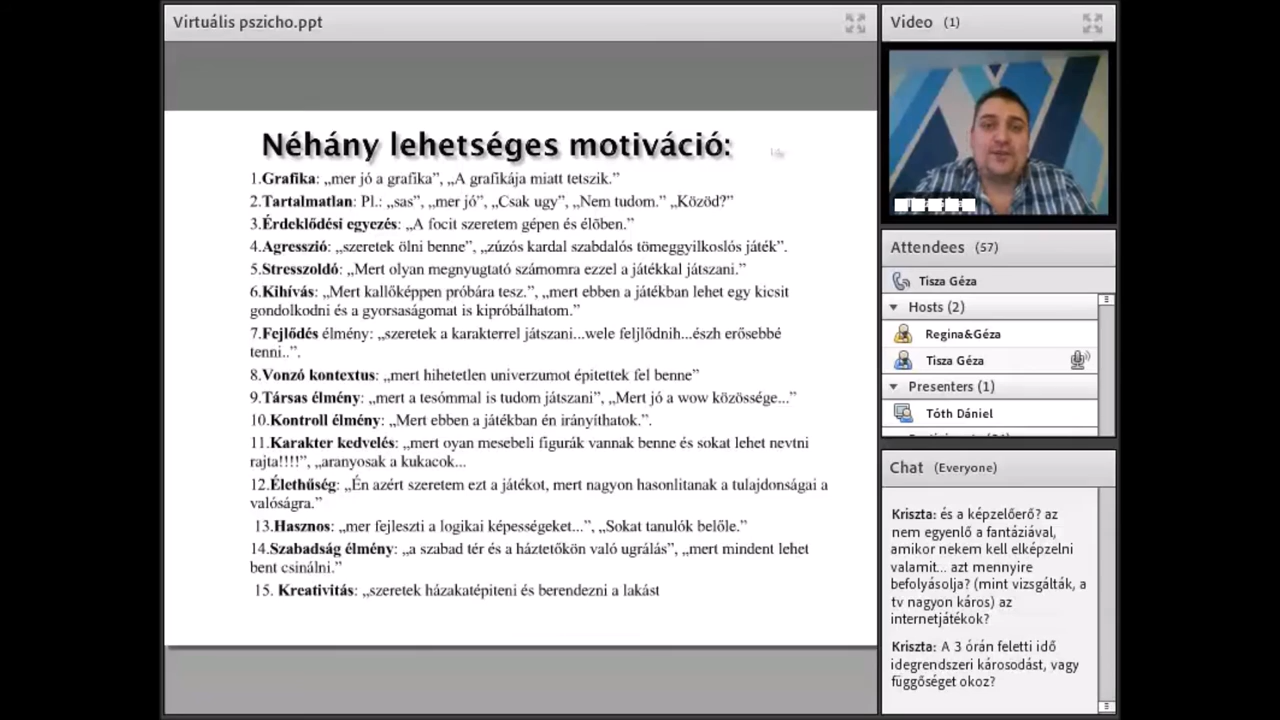 Virtuális pszicho.ppt
Néhány lehetséges motiváció:
1.Grafika: „mer jó a grafika”, „A grafikája miatt tetszik.”
2.Tartalmatlan: Pl.: „sas”, „mer jó”, „Csak ugy”, „Nem tudom.” „Közöd?”
3.Érdeklődési egyezés: „A focit szeretem gépen és élőben.”
4.Agresszió: „szeretek ölni benne”, „zúzós kardal szabdalós tömeggyilkoslós játék”.
5.Stresszoldó: „Mert olyan megnyugtató számomra ezzel a játékkal játszani.”
6.Kihívás: „Mert kallőképpen próbára tesz.”, „mert ebben a játékban lehet egy kicsit
gondolkodni és a gyorsaságomat is kipróbálhatom.”
7.Fejlődés élmény: „szeretek a karakterrel játszani...wele feljlődnih...észh erősebbé
tenni..”.
8.Vonzó kontextus: „mert hihetetlen univerzumot épitettek fel benne”
9.Társas élmény: „mert a tesómmal is tudom játszani”, „Mert jó a wow közössége...”
10.Kontroll élmény: „Mert ebben a játékban én irányíthatok.”.
11.Karakter kedvelés: „mert oyan mesebeli figurák vannak benne és sokat lehet nevtni
rajta!!!!”, „aranyosak a kukacok...
12.Élethűség: „Én azért szeretem ezt a játékot, mert nagyon hasonlitanak a tulajdonságai a
valóságra.”
13.Hasznos: „mer fejleszti a logikai képességeket...”, „Sokat tanulók belőle.”
14.Szabadság élmény: „a szabad tér és a háztetőkön való ugrálás”, „mert mindent lehet
bent csinálni.”
15. Kreativitás: „szeretek házakatépiteni és berendezni a lakást
Video (1)
Attendees (57)
Tisza Géza
Hosts (2)
Regina&Géza
Tisza Géza
Presenters (1)
Tóth Dániel
Chat (Everyone)
Kriszta: és a képzelőerő? az
nem egyenlő a fantáziával,
amikor nekem kell elképzelni
valamit... azt mennyire
befolyásolja? (mint vizsgálták, a
tv nagyon káros) az
internetjátékok?
Kriszta: A 3 órán feletti idő
idegrendszeri károsodást, vagy
függőséget okoz?